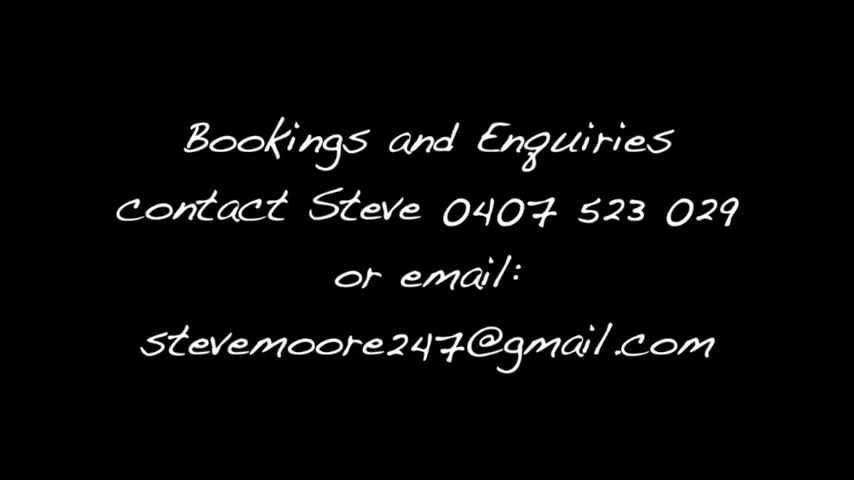 Bookings and Enquiries
contact Steve 0407 523 029
or email:
stevemoore247@gmail.com